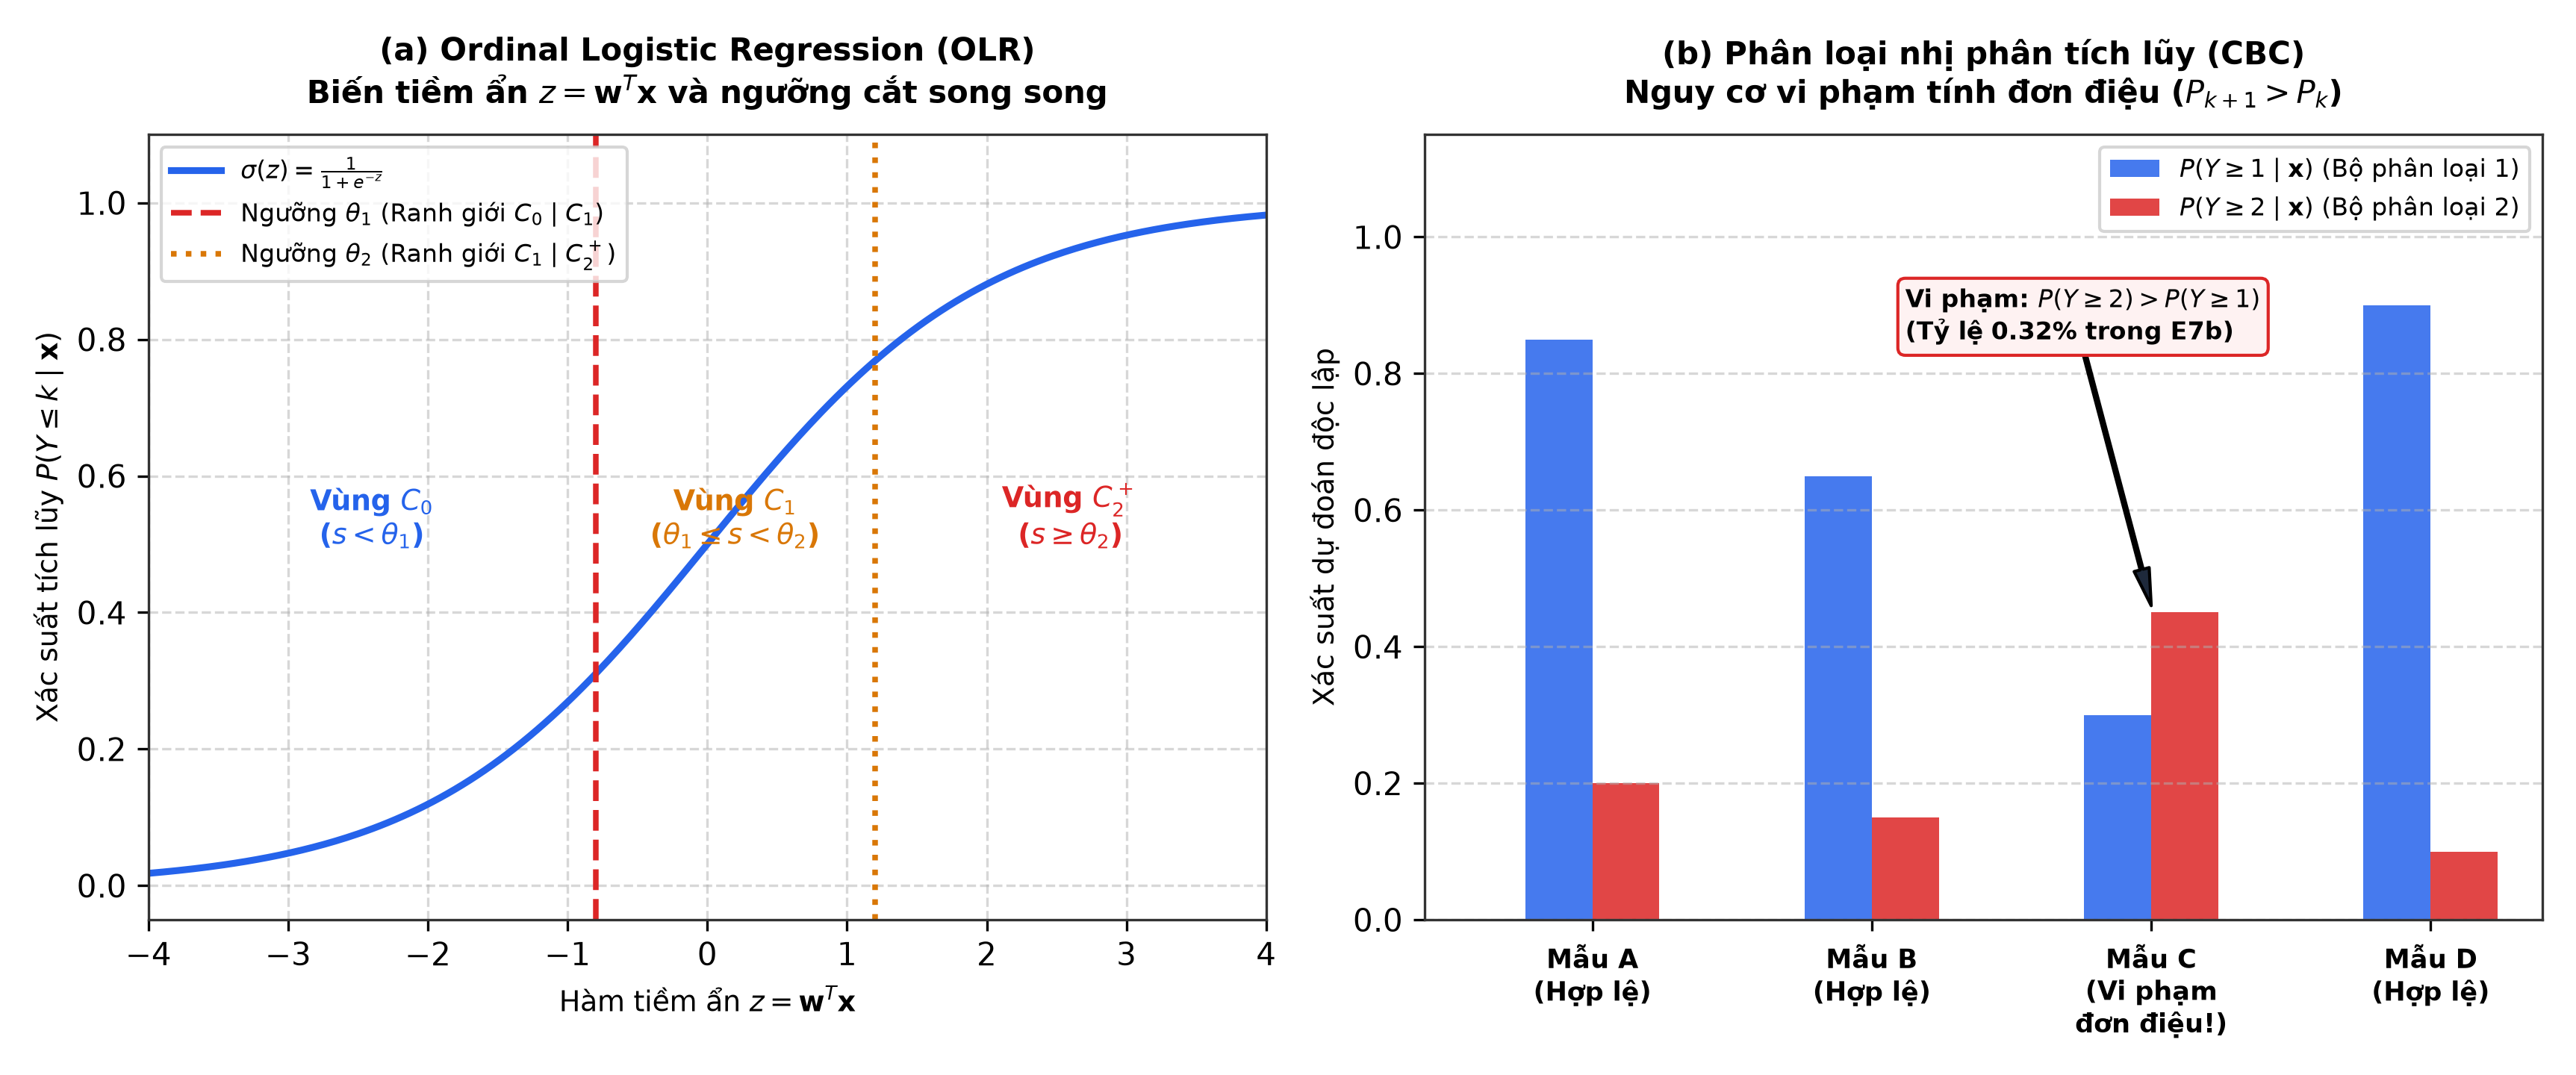 (a) Ordinal Logistic Regression (OLR)
Biến tiềm ẩn z = wᵀx và ngưỡng cắt song song
σ(z) = 1/(1 + e⁻ᶻ)
Ngưỡng θ₁ (Ranh giới C₀ | C₁)
Ngưỡng θ₂ (Ranh giới C₁ | C₂⁺)
Xác suất tích lũy P(Y ≤ k | x)
1.0
0.8
0.6
0.4
0.2
0.0
Vùng C₀
(s < θ₁)
Vùng C₁
(θ₁ ≤ s < θ₂)
Vùng C₂⁺
(s ≥ θ₂)
−4 −3 −2 −1 0 1 2 3 4
Hàm tiềm ẩn z = wᵀx
(b) Phân loại nhị phân tích lũy (CBC)
Nguy cơ vi phạm tính đơn điệu (Pₖ₊₁ > Pₖ)
P(Y ≥ 1 | x) (Bộ phân loại 1)
P(Y ≥ 2 | x) (Bộ phân loại 2)
Vi phạm: P(Y ≥ 2) > P(Y ≥ 1)
(Tỷ lệ 0.32% trong E7b)
Xác suất dự đoán độc lập
1.0
0.8
0.6
0.4
0.2
0.0
Mẫu A
(Hợp lệ)
Mẫu B
(Hợp lệ)
Mẫu C
(Vi phạm
đơn điệu!)
Mẫu D
(Hợp lệ)